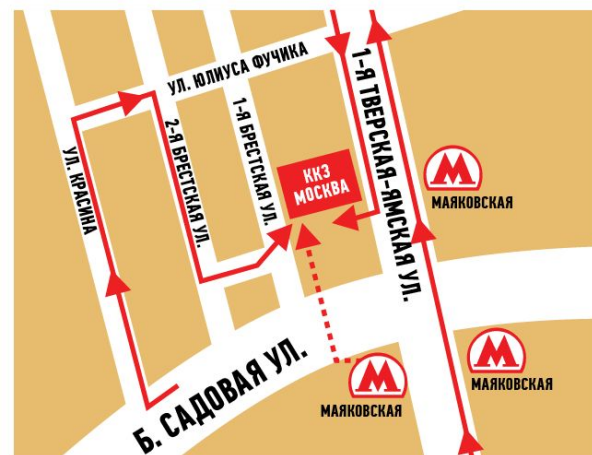 УЛ. ЮЛИУСА ФУЧИКА
1-Я ТВЕРСКАЯ-ЯМСКАЯ УЛ.
1-Я БРЕСТСКАЯ УЛ.
2-Я БРЕСТСКАЯ УЛ.
УЛ. КРАСИНА
ККЗ
МОСКВА
М
МАЯКОВСКАЯ
М
МАЯКОВСКАЯ
М
МАЯКОВСКАЯ
Б. САДОВАЯ УЛ.